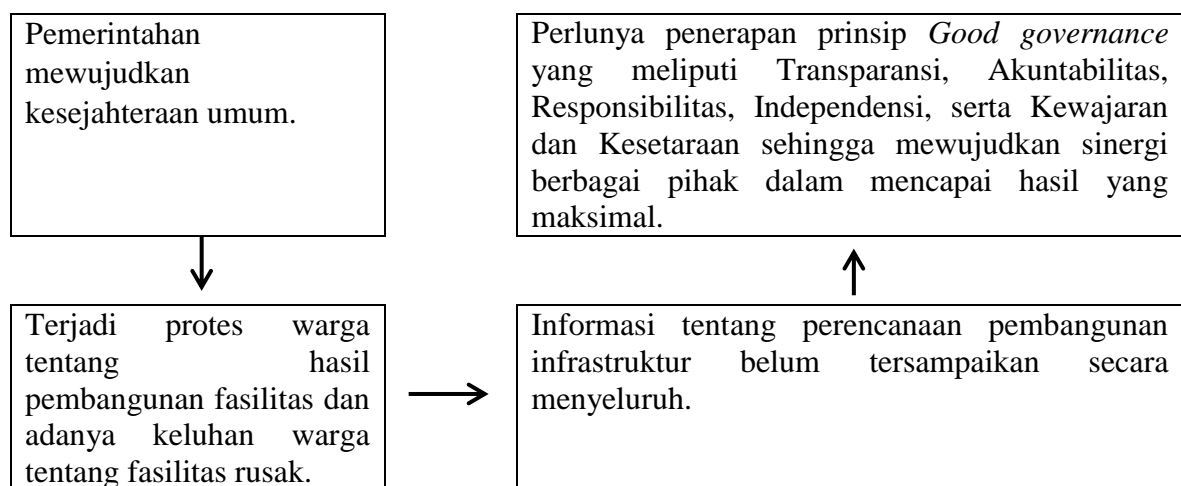 Pemerintahan
mewujudkan
kesejahteraan umum.
Terjadi protes warga
tentang hasil
pembangunan fasilitas dan
adanya keluhan warga
tentang fasilitas rusak.
Informasi tentang perencanaan pembangunan
infrastruktur belum tersampaikan secara
menyeluruh.
Perlunya penerapan prinsip Good governance
yang meliputi Transparansi, Akuntabilitas,
Responsibilitas, Independensi, serta Kewajaran
dan Kesetaraan sehingga mewujudkan sinergi
berbagai pihak dalam mencapai hasil yang
maksimal.